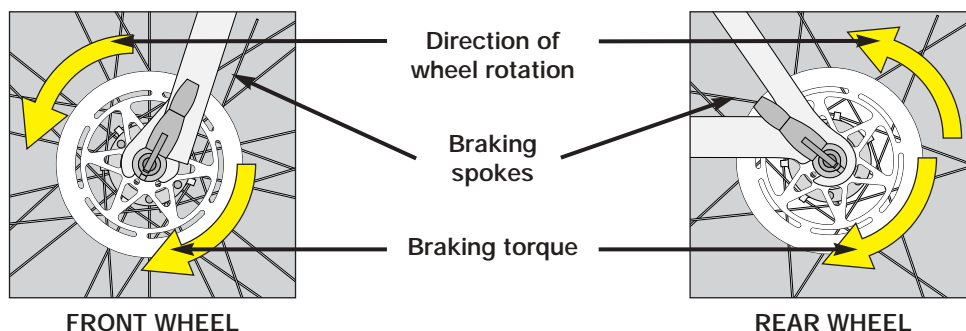 Direction of
wheel rotation
Braking
spokes
Braking torque
FRONT WHEEL
REAR WHEEL